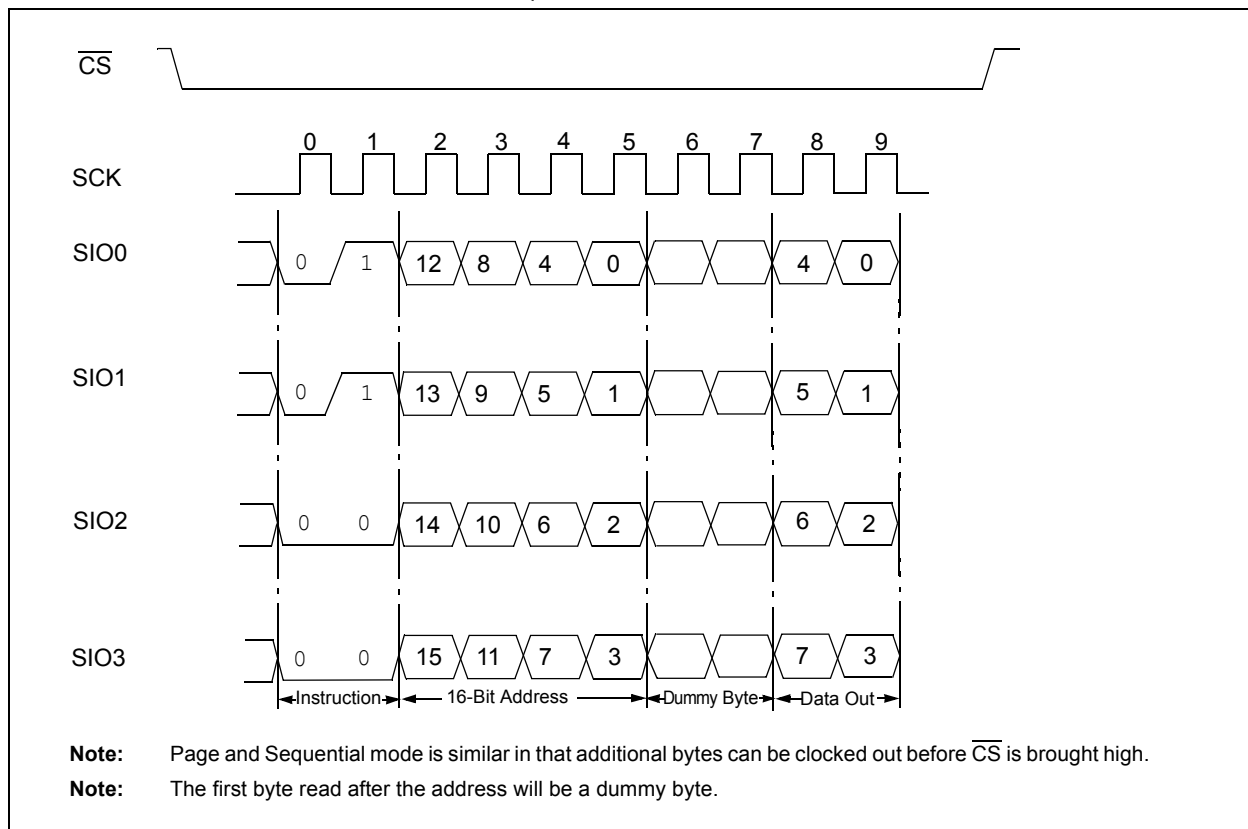 CS
0 1 2 3 4 5 6 7 8 9
SCK
SIO0 0 1 12 8 4 0 4 0
SIO1 0 1 13 9 5 1 5 1
SIO2 0 0 14 10 6 2 6 2
SIO3 0 0 15 11 7 3 7 3
Instruction 16-Bit Address Dummy Byte Data Out
Note: Page and Sequential mode is similar in that additional bytes can be clocked out before CS is brought high.
Note: The first byte read after the address will be a dummy byte.